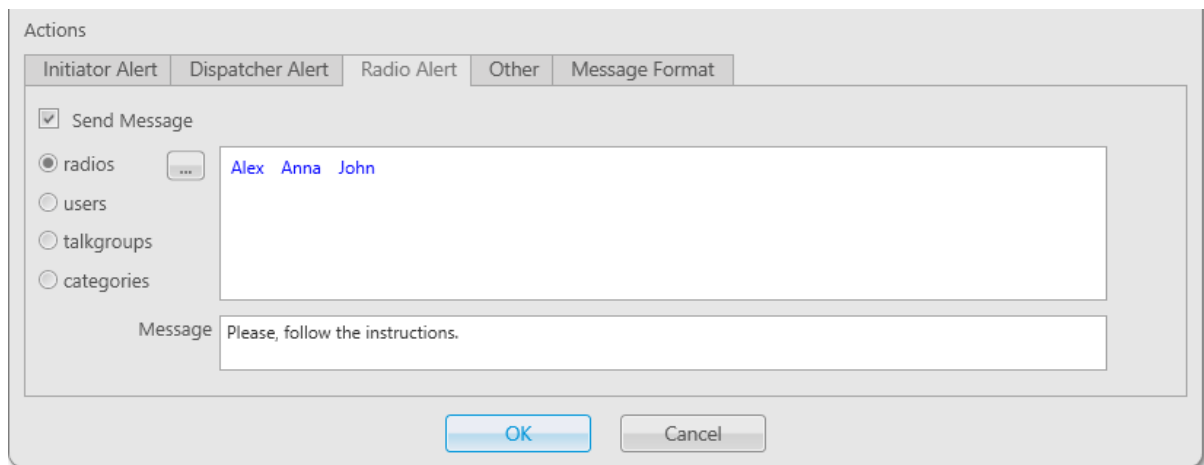 Actions
Initiator Alert Dispatcher Alert Radio Alert Other Message Format
Send Message
radios ... Alex Anna John
users
talkgroups
categories
Message Please, follow the instructions.
OK Cancel